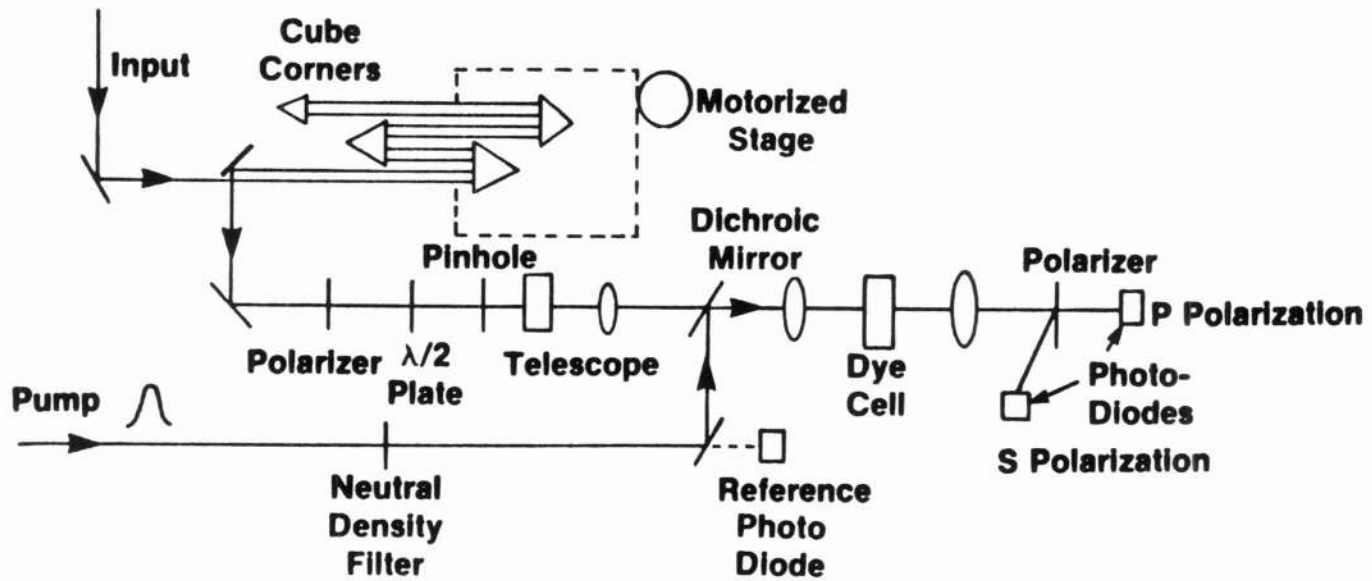 Cube
Corners
Input
Motorized
Stage
Dichroic
Mirror
Pinhole
Polarizer
P Polarization
Polarizer
λ/2
Plate
Telescope
Dye
Cell
Photo-
Diodes
S Polarization
Pump
Neutral
Density
Filter
Reference
Photo
Diode